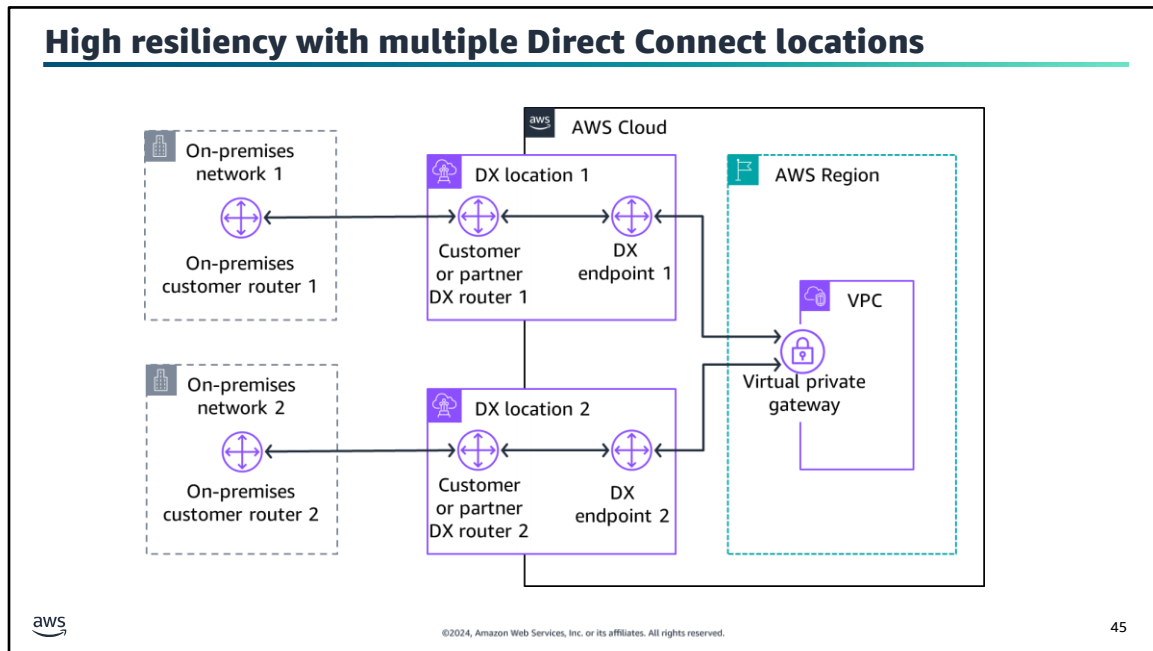 High resiliency with multiple Direct Connect locations
aws
AWS Cloud
On-premises
network 1
On-premises
customer router 1
DX location 1
Customer
or partner
DX router 1
DX
endpoint 1
AWS Region
VPC
Virtual private
gateway
On-premises
network 2
On-premises
customer router 2
DX location 2
Customer
or partner
DX router 2
DX
endpoint 2
aws
©2024, Amazon Web Services, Inc. or its affiliates. All rights reserved.
45